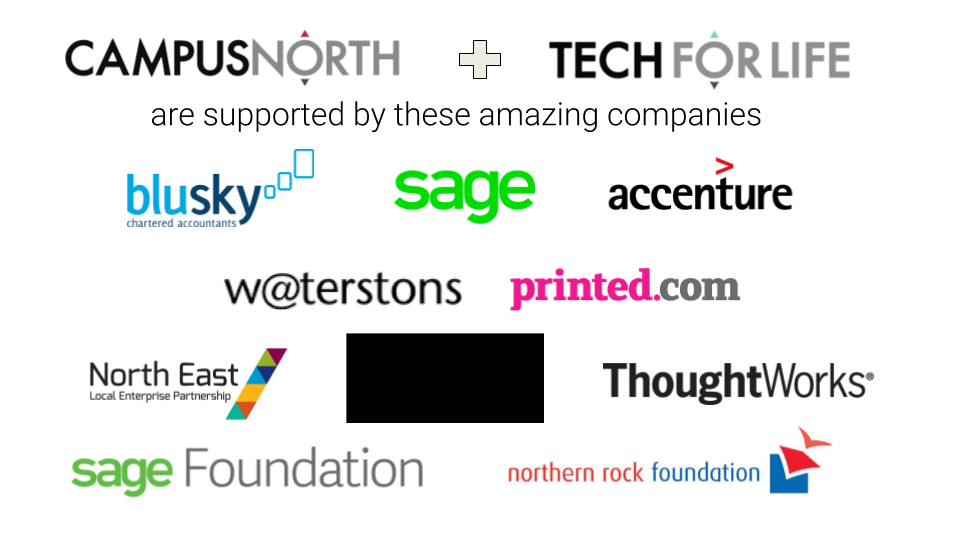 CAMPUSNORTH + TECH FOR LIFE
are supported by these amazing companies
blusky
chartered accountants
sage
accenture
w@terstons
printed.com
North East
Local Enterprise Partnership
ThoughtWorks®
sage Foundation
northern rock foundation